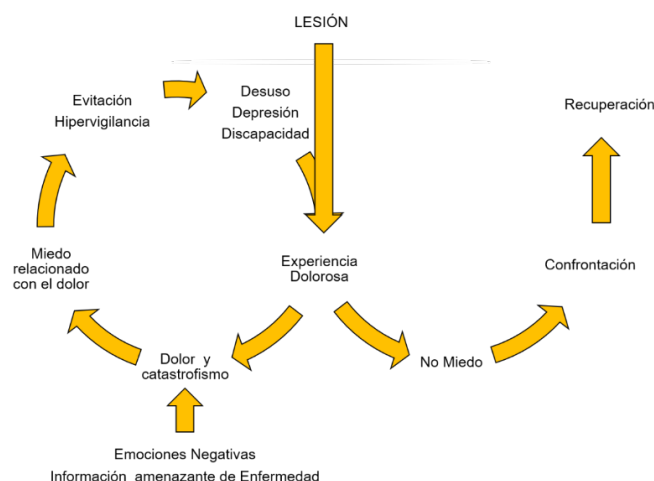 LESIÓN
Evitación
Hipervigilancia
Desuso
Depresión
Discapacidad
Recuperación
Miedo
relacionado
con el dolor
Experiencia
Dolorosa
Confrontación
Dolor y
catastrofismo
No Miedo
Emociones Negativas
Información amenazante de Enfermedad